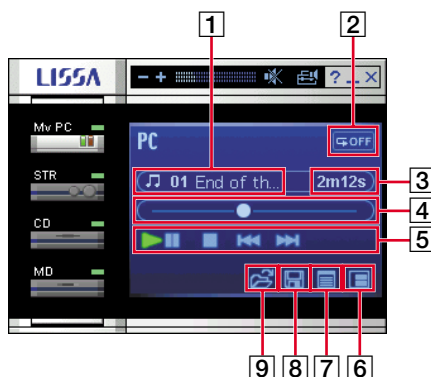 1 2
LISSA - + ? _ ×
My PC
PC OFF
STR
01 End of th... 2m12s 3
4
CD
5
MD
9 8 7 6